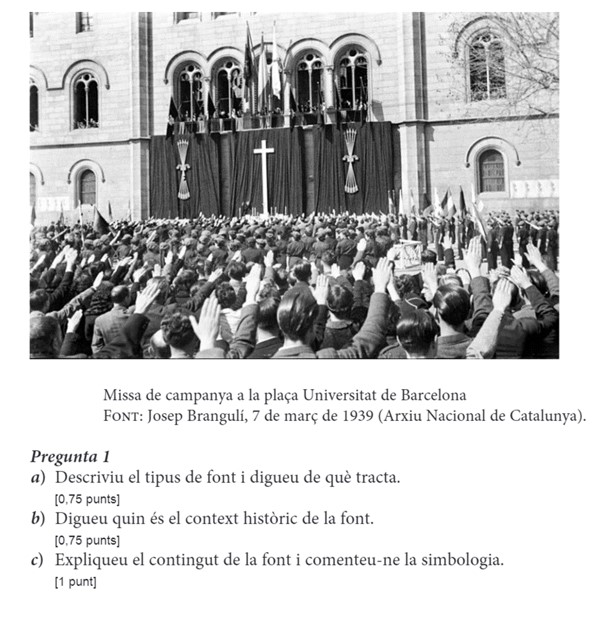 Missa de campanya a la plaça Universitat de Barcelona
FONT: Josep Brangulí, 7 de març de 1939 (Arxiu Nacional de Catalunya).
Pregunta 1
a) Descriviu el tipus de font i digueu de què tracta.
[0,75 punts]
b) Digueu quin és el context històric de la font.
[0,75 punts]
c) Expliqueu el contingut de la font i comenteu-ne la simbologia.
[1 punt]